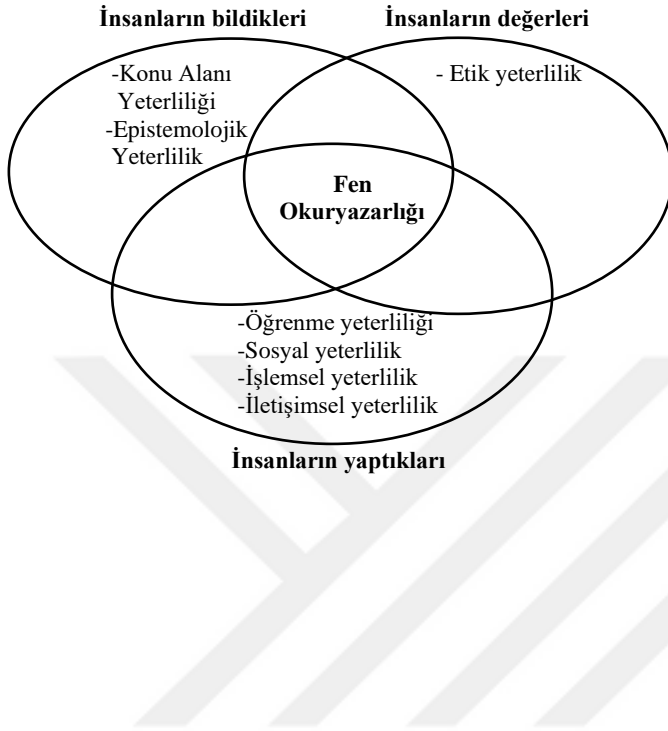 İnsanların bildikleri
İnsanların değerleri
-Konu Alanı
Yeterliliği
-Epistemolojik
Yeterlilik
- Etik yeterlilik
Fen
Okuryazarlığı
-Öğrenme yeterliliği
-Sosyal yeterlilik
-İşlemsel yeterlilik
-İletişimsel yeterlilik
İnsanların yaptıkları